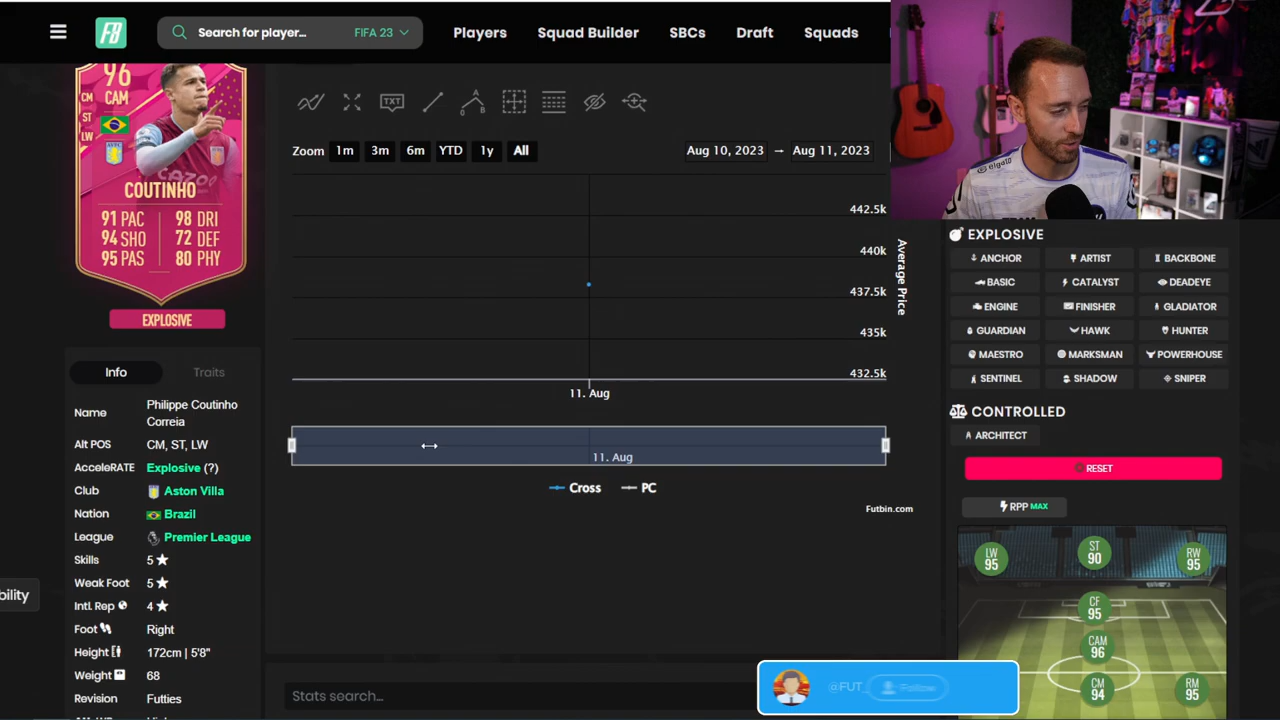 FB
Search for player...
FIFA 23
Players
Squad Builder
SBCs
Draft
Squads
96
CAM
CM
ST
LW
COUTINHO
91 PAC
98 DRI
94 SHO
72 DEF
95 PAS
80 PHY
EXPLOSIVE
TXT
Zoom
1m
3m
6m
YTD
1y
All
Aug 10, 2023 → Aug 11, 2023
442.5k
440k
437.5k
435k
432.5k
Average Price
11. Aug
11. Aug
Cross
PC
Futbin.com
Info
Traits
Name
Philippe Coutinho
Correia
Alt POS
CM, ST, LW
AcceleRATE
Explosive (?)
Club
Aston Villa
Nation
Brazil
League
Premier League
Skills
5
Weak Foot
5
Intl. Rep
4
Foot
Right
Height
172cm | 5'8"
Weight
68
Revision
Futties
bility
Stats search...
elgato
EXPLOSIVE
ANCHOR
ARTIST
BACKBONE
BASIC
CATALYST
DEADEYE
ENGINE
FINISHER
GLADIATOR
GUARDIAN
HAWK
HUNTER
MAESTRO
MARKSMAN
POWERHOUSE
SENTINEL
SHADOW
SNIPER
CONTROLLED
ARCHITECT
RESET
RPP MAX
LW
95
ST
90
RW
95
CF
95
CAM
96
CM
94
RM
95
@FUT_
Follow